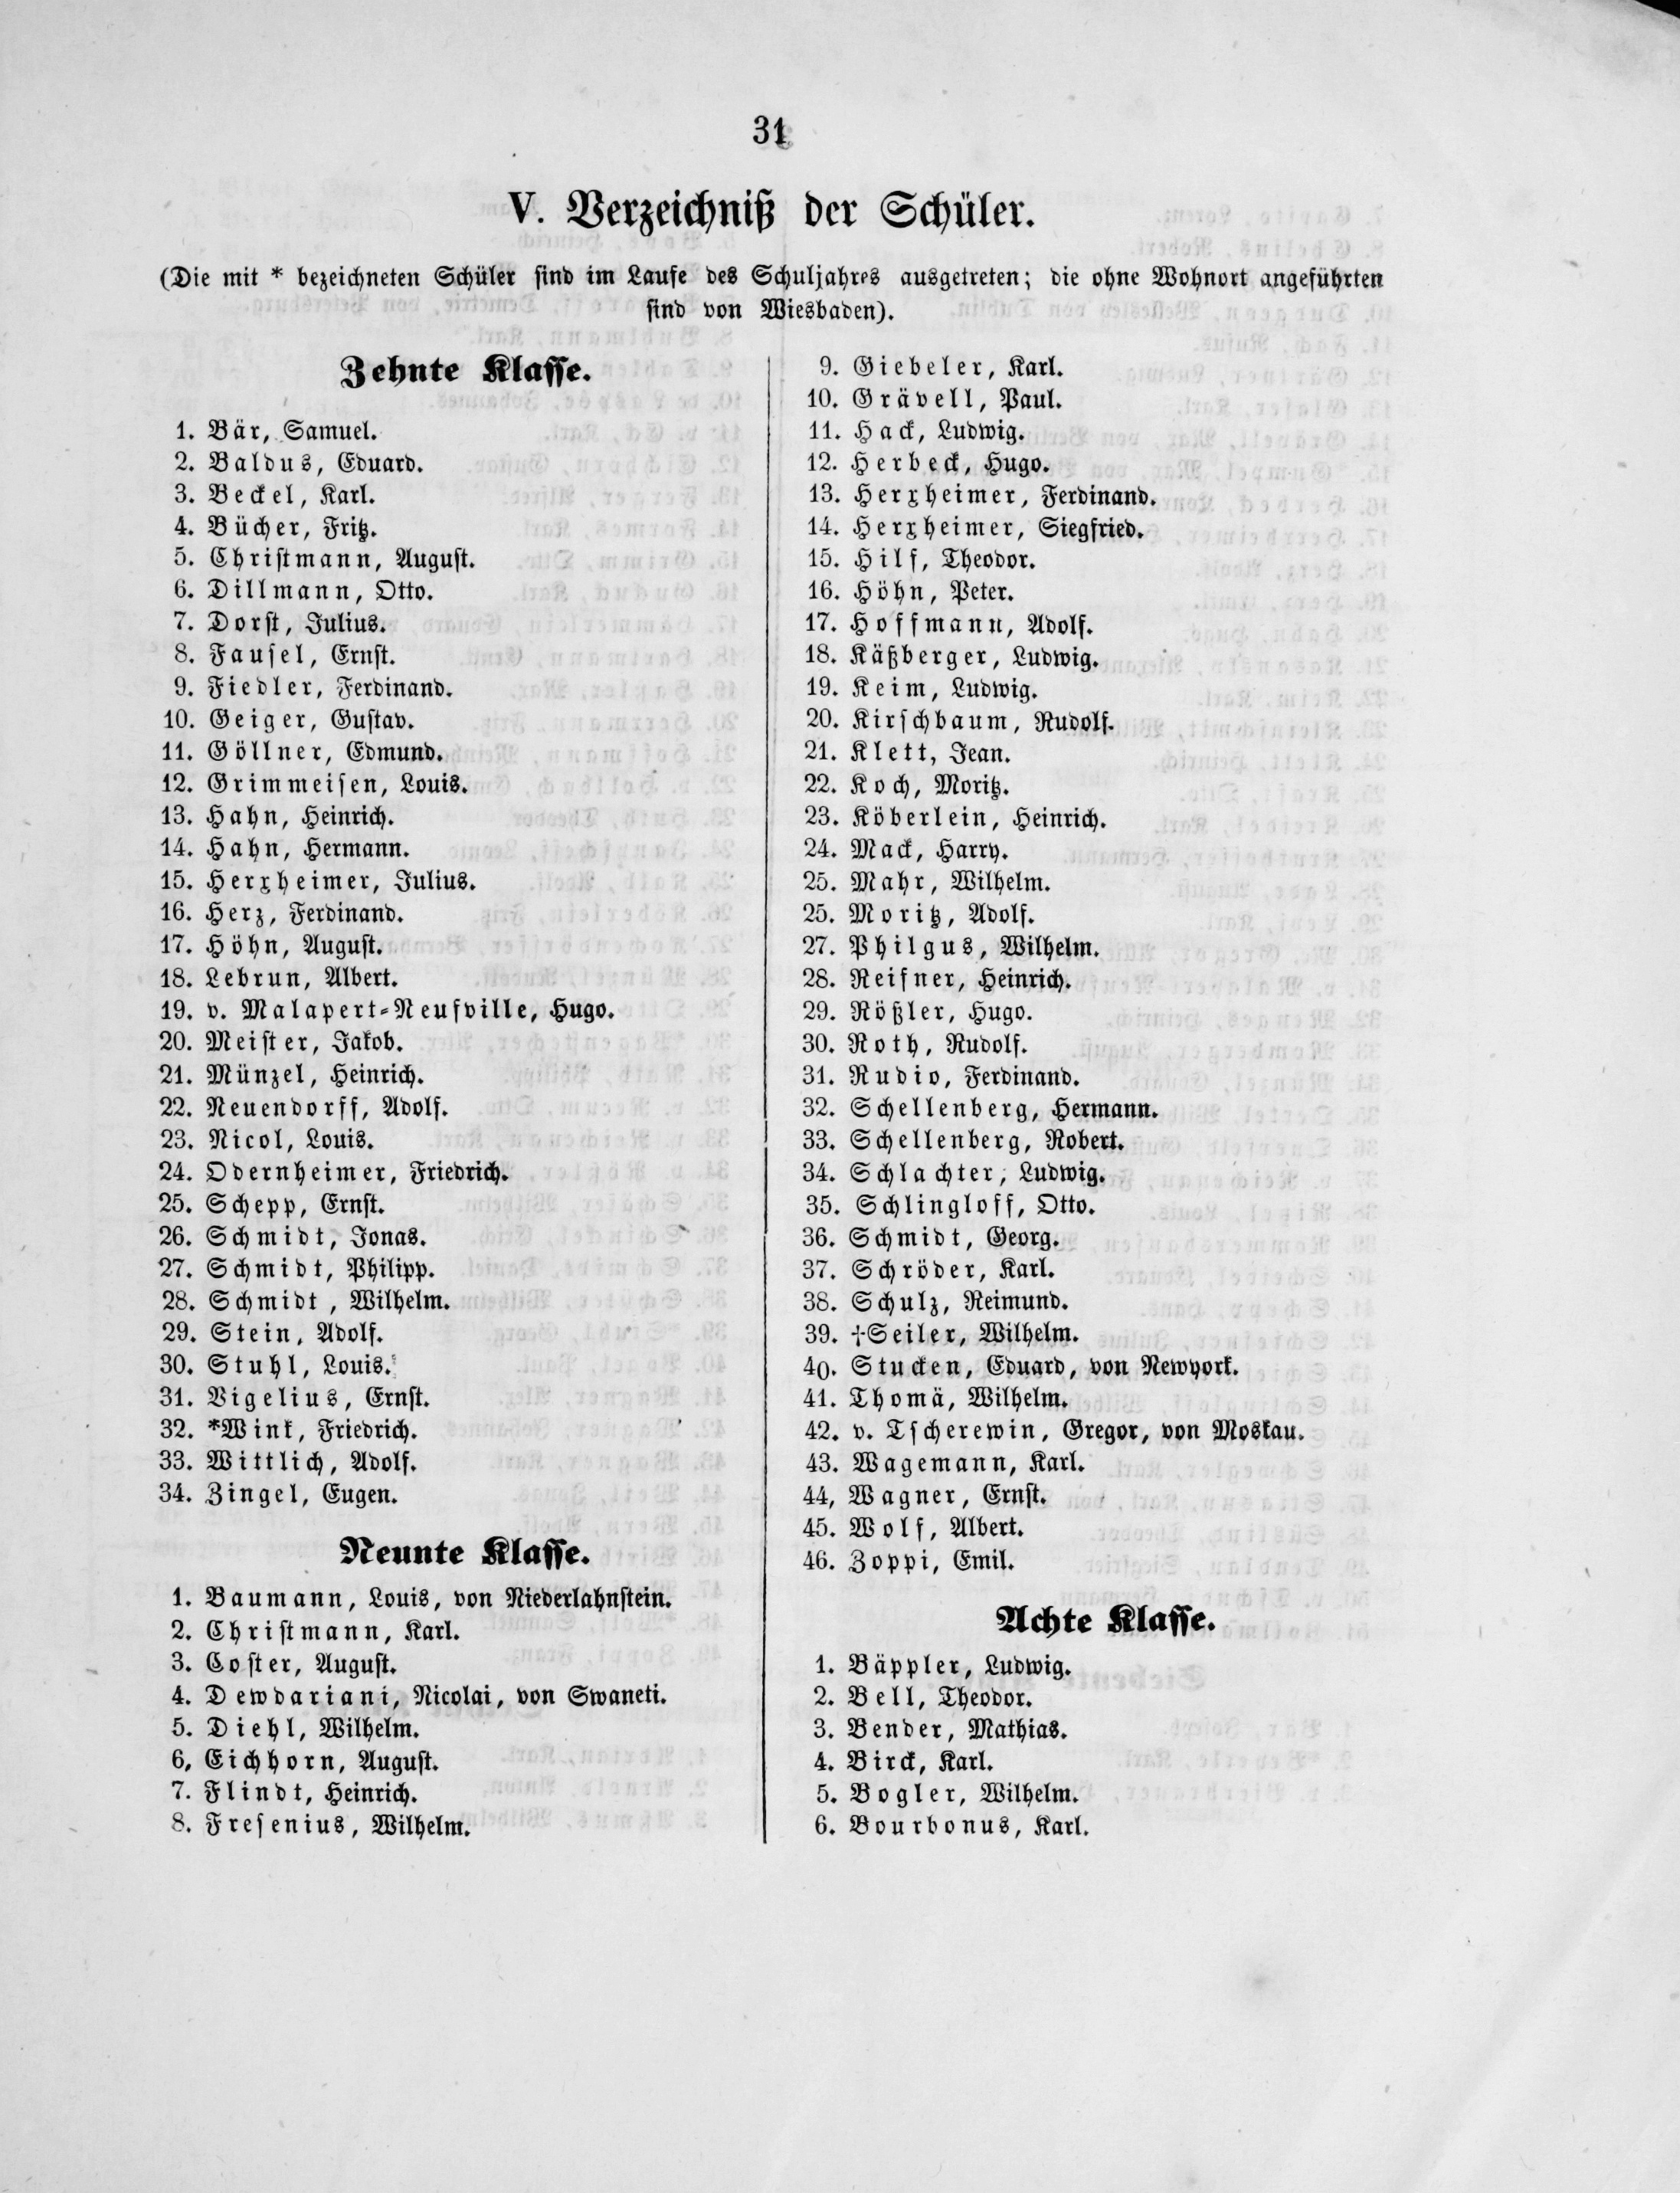 31
V. Verzeichniß der Schüler.
(Die mit * bezeichneten Schüler sind im Laufe des Schuljahres ausgetreten; die ohne Wohnort angeführten
sind von Wiesbaden).
Zehnte Klasse.
1. Bär, Samuel.
2. Baldus, Eduard.
3. Beckel, Karl.
4. Bücher, Fritz.
5. Christmann, August.
6. Dillmann, Otto.
7. Dorst, Julius.
8. Fausel, Ernst.
9. Fiedler, Ferdinand.
10. Geiger, Gustav.
11. Göllner, Edmund.
12. Grimmeisen, Louis.
13. Hahn, Heinrich.
14. Hahn, Hermann.
15. Herxheimer, Julius.
16. Herz, Ferdinand.
17. Höhn, August.
18. Lebrun, Albert.
19. v. Malapert-Neufville, Hugo.
20. Meister, Jakob.
21. Münzel, Heinrich.
22. Neuendorff, Adolf.
23. Nicol, Louis.
24. Odernheimer, Friedrich.
25. Schepp, Ernst.
26. Schmidt, Jonas.
27. Schmidt, Philipp.
28. Schmidt, Wilhelm.
29. Stein, Adolf.
30. Stuhl, Louis.
31. Vigelius, Ernst.
32. *Wink, Friedrich.
33. Wittlich, Adolf.
34. Zingel, Eugen.
Neunte Klasse.
1. Baumann, Louis, von Niederlahnstein.
2. Christmann, Karl.
3. Coster, August.
4. Dewdariani, Nicolai, von Swaneti.
5. Diehl, Wilhelm.
6, Eichhorn, August.
7. Flindt, Heinrich.
8. Fresenius, Wilhelm.
9. Giebeler, Karl.
10. Grävell, Paul.
11. Hack, Ludwig.
12. Herbeck, Hugo.
13. Herxheimer, Ferdinand.
14. Herxheimer, Siegfried.
15. Hilf, Theodor.
16. Höhn, Peter.
17. Hoffmann, Adolf.
18. Käßberger, Ludwig.
19. Keim, Ludwig.
20. Kirschbaum, Rudolf.
21. Klett, Jean.
22. Koch, Moritz.
23. Köberlein, Heinrich.
24. Mack, Harry.
25. Mahr, Wilhelm.
25. Moritz, Adolf.
27. Philgus, Wilhelm.
28. Reifner, Heinrich.
29. Rößler, Hugo.
30. Roth, Rudolf.
31. Rudio, Ferdinand.
32. Schellenberg, Hermann.
33. Schellenberg, Robert.
34. Schlachter, Ludwig.
35. Schlingloff, Otto.
36. Schmidt, Georg.
37. Schröder, Karl.
38. Schulz, Reimund.
39. †Seiler, Wilhelm.
40. Stucken, Eduard, von Newyork.
41. Thomä, Wilhelm.
42. v. Tscherewin, Gregor, von Moskau.
43. Wagemann, Karl.
44, Wagner, Ernst.
45. Wolf, Albert.
46. Zoppi, Emil.
Achte Klasse.
1. Bäppler, Ludwig.
2. Bell, Theodor.
3. Bender, Mathias.
4. Birck, Karl.
5. Bogler, Wilhelm.
6. Bourbonus, Karl.